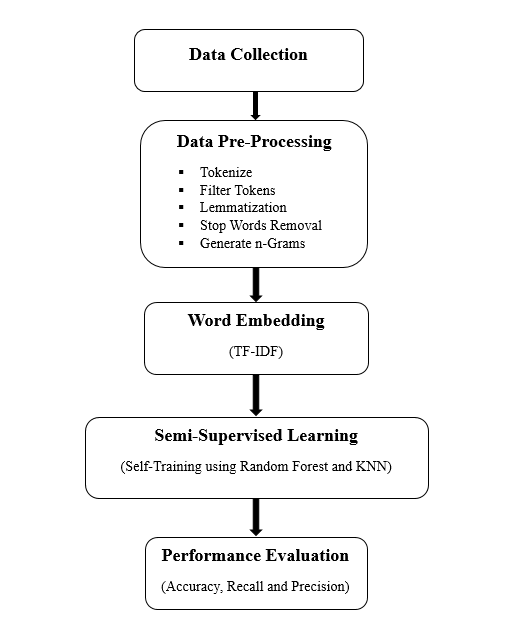 Data Collection
Data Pre-Processing
▪ Tokenize
▪ Filter Tokens
▪ Lemmatization
▪ Stop Words Removal
▪ Generate n-Grams
Word Embedding
(TF-IDF)
Semi-Supervised Learning
(Self-Training using Random Forest and KNN)
Performance Evaluation
(Accuracy, Recall and Precision)